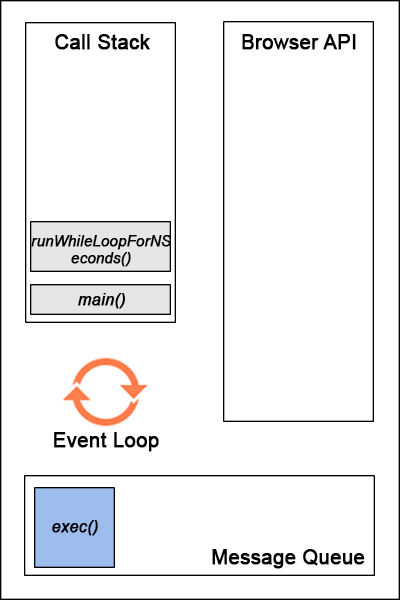 Call Stack
Browser API
runWhileLoopForNS
econds()
main()
Event Loop
exec()
Message Queue